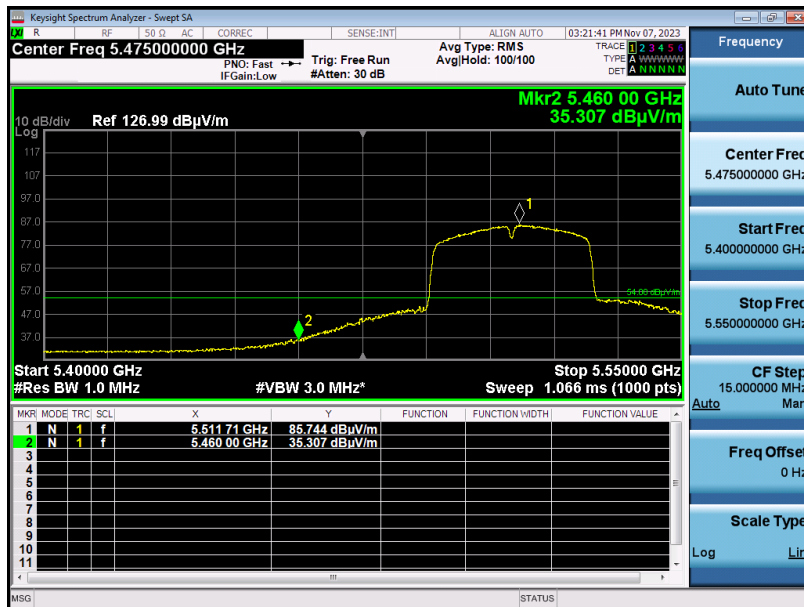 Keysight Spectrum Analyzer - Swept SA
LXI R RF 50 Ω AC CORREC SENSE:INT ALIGN AUTO 03:21:41 PM Nov 07, 2023
Center Freq 5.475000000 GHz
PNO: Fast
IFGain:Low
Trig: Free Run
#Atten: 30 dB
Avg Type: RMS
Avg|Hold: 100/100
TRACE 1 2 3 4 5 6
TYPE A W W W W W
DET A N N N N N
Frequency
Auto Tune
Center Freq
5.475000000 GHz
Start Freq
5.400000000 GHz
Stop Freq
5.550000000 GHz
CF Step
15.000000 MHz
Auto Man
Freq Offset
0 Hz
Scale Type
Log Lin
Mkr2 5.460 00 GHz
35.307 dBµV/m
10 dB/div Ref 126.99 dBµV/m
Log
117
107
97.0
87.0
77.0
67.0
57.0
47.0
37.0
1
2
54.00 dBµV/m
Start 5.40000 GHz Stop 5.55000 GHz
#Res BW 1.0 MHz #VBW 3.0 MHz* Sweep 1.066 ms (1000 pts)
MKR MODE TRC SCL X Y FUNCTION FUNCTION WIDTH FUNCTION VALUE
1 N 1 f 5.511 71 GHz 85.744 dBµV/m
2 N 1 f 5.460 00 GHz 35.307 dBµV/m
3
4
5
6
7
8
9
10
11
MSG STATUS